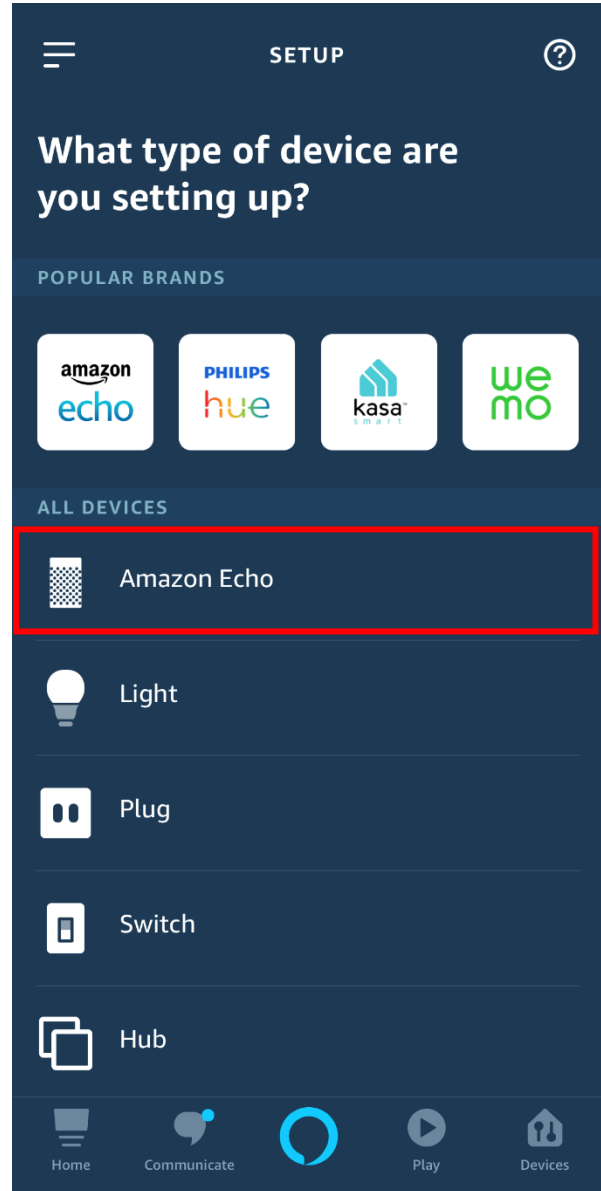 SETUP
What type of device are
you setting up?
POPULAR BRANDS
amazon
echo
PHILIPS
hue
kasa
smart
we
mo
ALL DEVICES
Amazon Echo
Light
Plug
Switch
Hub
Home
Communicate
Play
Devices